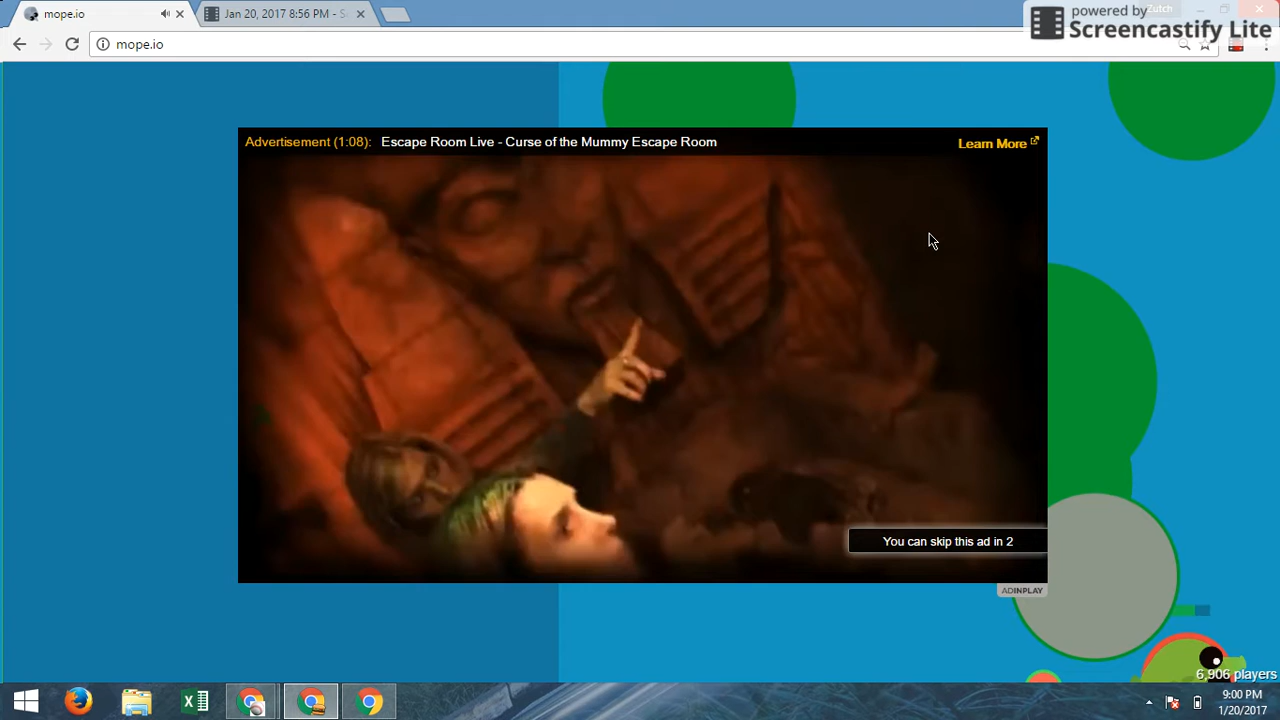 mope.io
Jan 20, 2017 8:56 PM - S
Zutch
powered by
Screencastify Lite
mope.io
Advertisement (1:08): Escape Room Live - Curse of the Mummy Escape Room
Learn More
You can skip this ad in 2
ADINPLAY
6,906 players
9:00 PM
1/20/2017